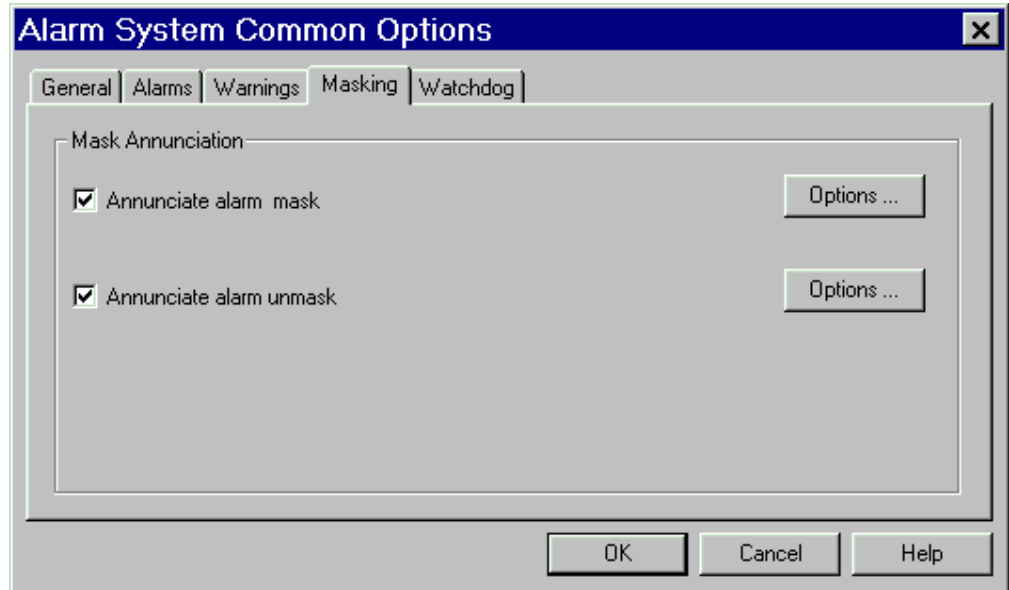 Alarm System Common Options
General Alarms Warnings Masking Watchdog
Mask Annunciation
Annunciate alarm  mask Options ...
Annunciate alarm unmask Options ...
OK Cancel Help